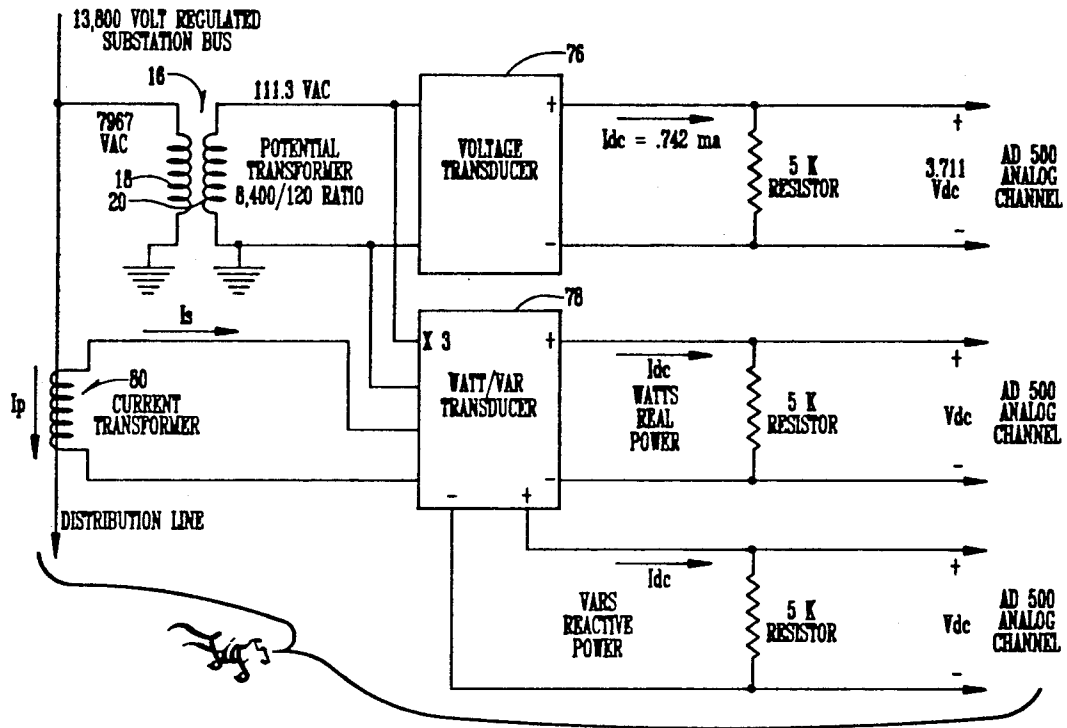 13,800 VOLT REGULATED
SUBSTATION BUS
16
7967
VAC
18
20
111.3 VAC
POTENTIAL
TRANSFORMER
8,400/120 RATIO
76
VOLTAGE
TRANSDUCER
+
-
Idc = .742 ma
5 K
RESISTOR
+
3.711
Vdc
-
AD 500
ANALOG
CHANNEL
Is
Ip
80
CURRENT
TRANSFORMER
DISTRIBUTION LINE
78
X 3
WATT/VAR
TRANSDUCER
+
-
- +
Idc
WATTS
REAL
POWER
5 K
RESISTOR
+
Vdc
-
AD 500
ANALOG
CHANNEL
Idc
VARS
REACTIVE
POWER
5 K
RESISTOR
+
Vdc
-
AD 500
ANALOG
CHANNEL